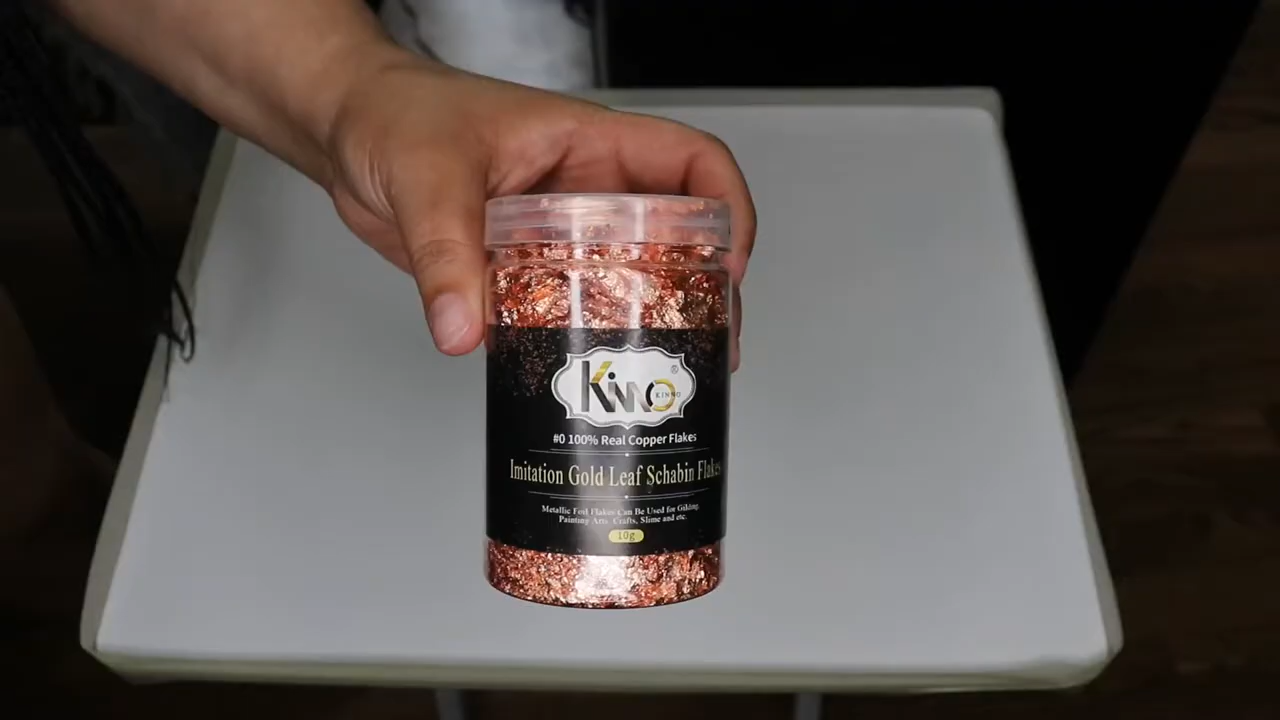 KINNO
®
KINNO
#0 100% Real Copper Flakes
Imitation Gold Leaf Schabin Flakes
Metallic Foil Flakes Can Be Used for Gilding,
Painting Arts, Crafts, Slime and etc.
10g